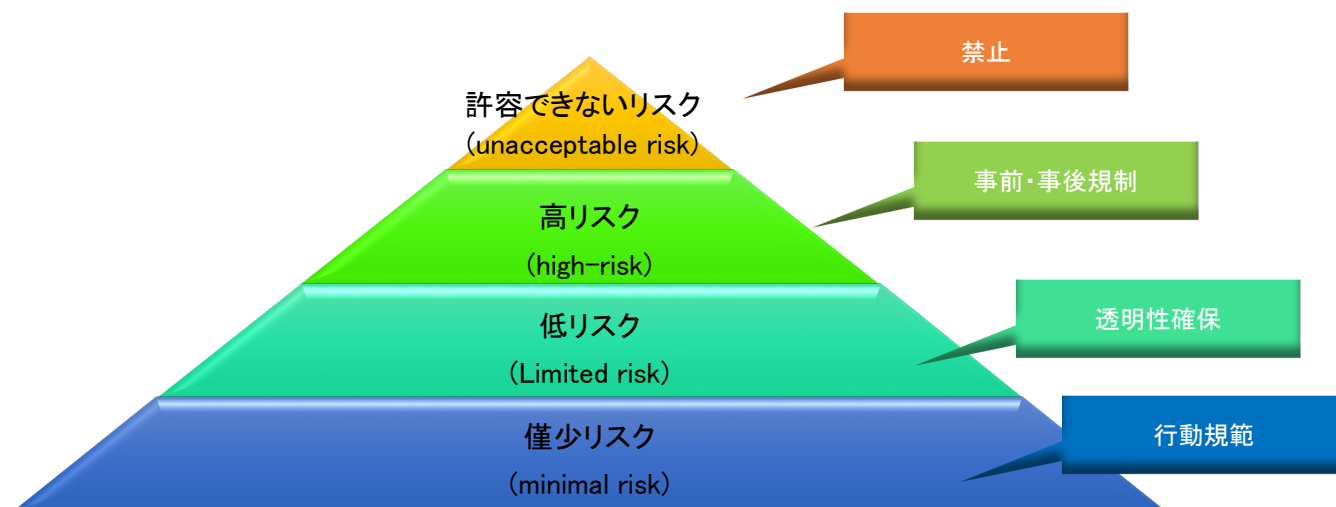 禁止
許容できないリスク
(unacceptable risk)
事前・事後規制
高リスク
(high-risk)
透明性確保
低リスク
(Limited risk)
行動規範
僅少リスク
(minimal risk)